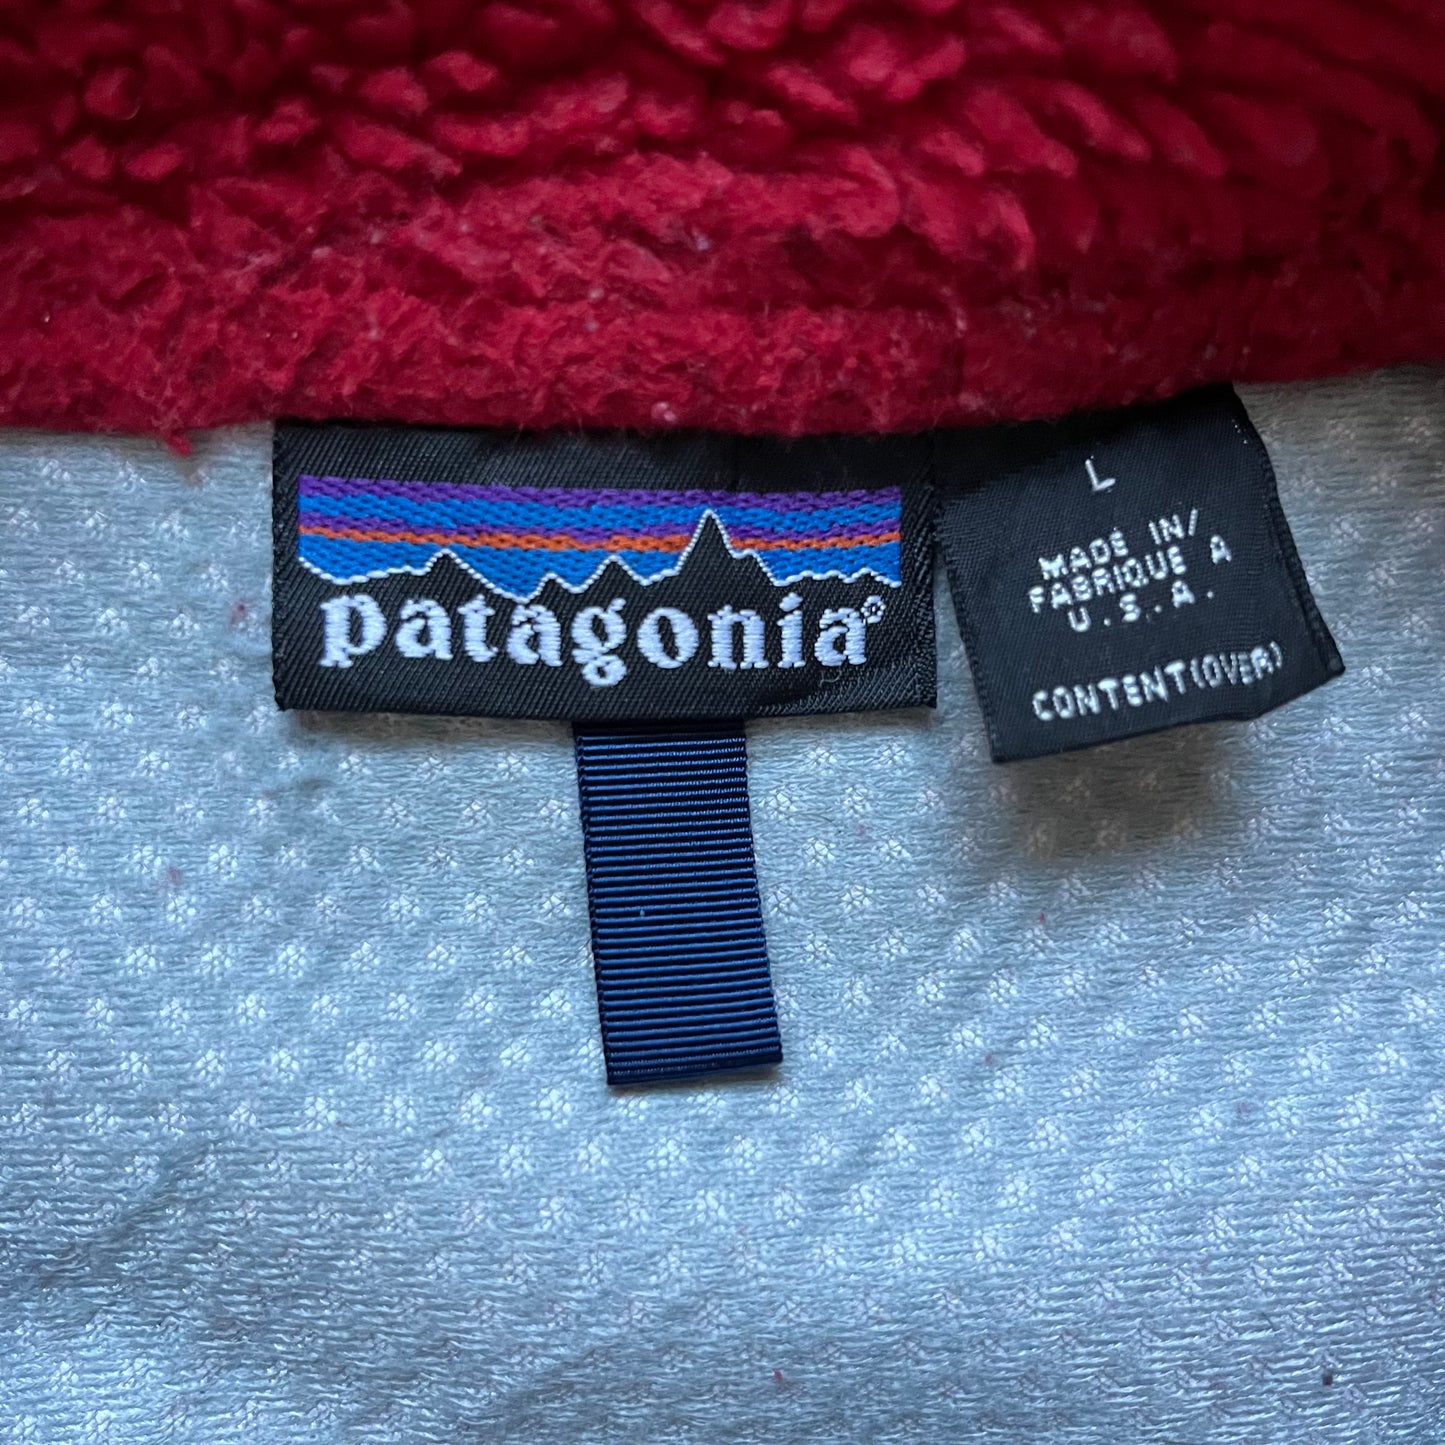 patagonia®
L
MADE IN/
FABRIQUE A
U.S.A.
CONTENT(OVER)